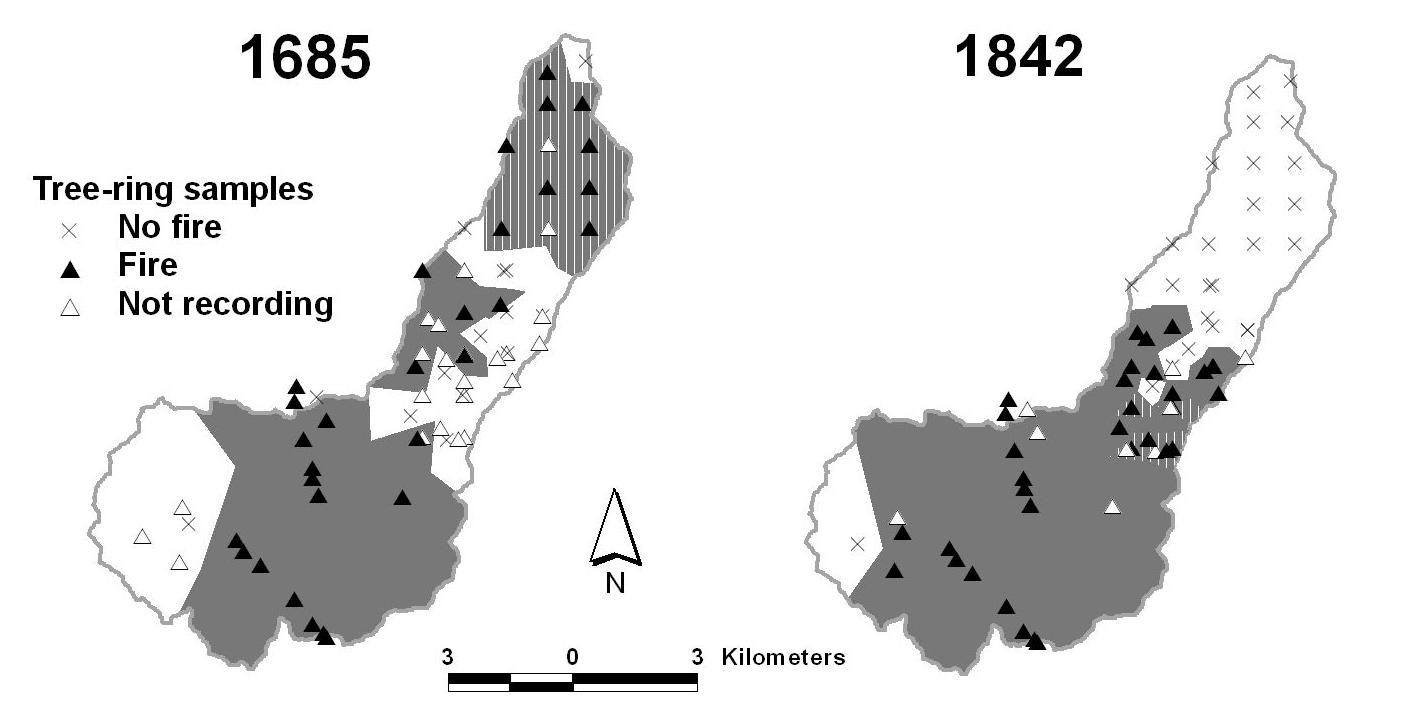 1685
1842
Tree-ring samples
No fire
Fire
Not recording
N
3 0 3 Kilometers